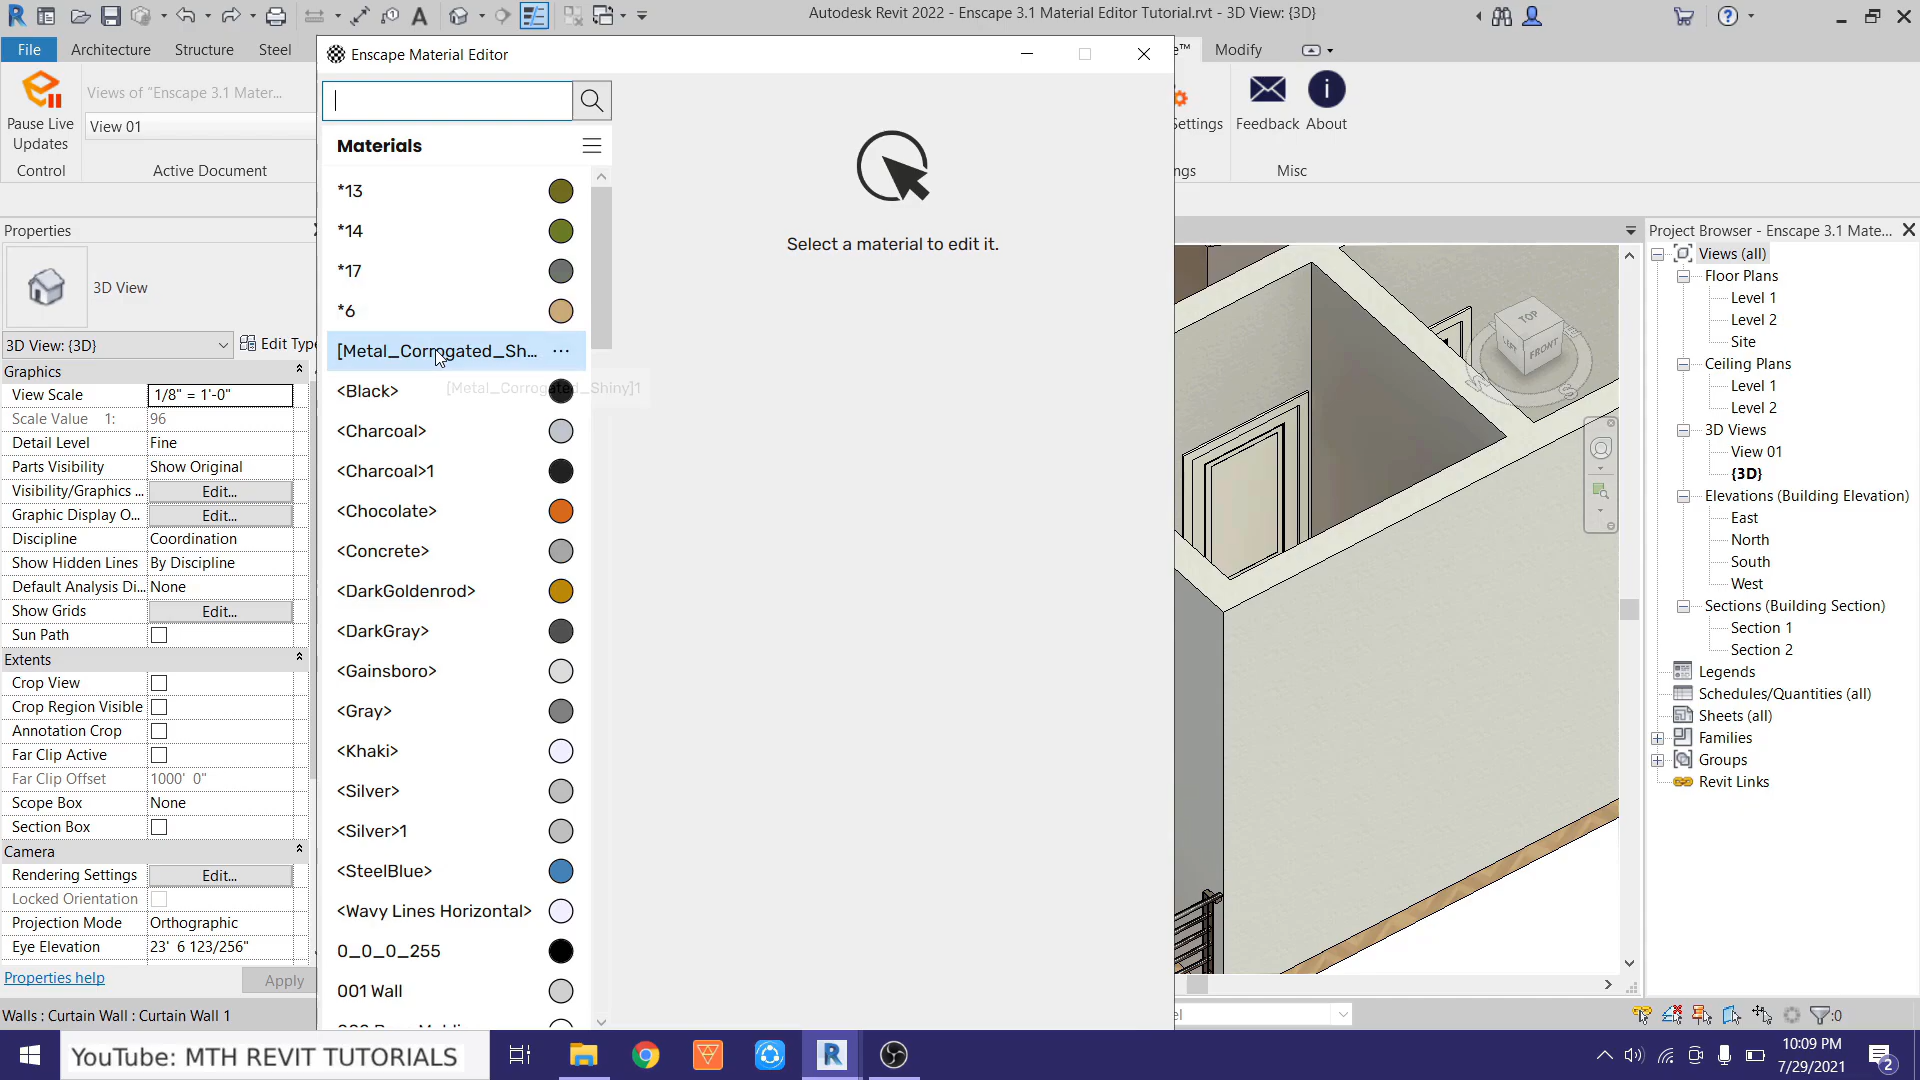 Autodesk Revit 2022 - Enscape 3.1 Material Editor Tutorial.rvt - 3D View: {3D}
File
Architecture
Structure
Steel
Enscape Material Editor
Modify
Pause Live
Updates
Control
Views of "Enscape 3.1 Mater...
View 01
Active Document
Feedback
About
Misc
Materials
*13
*14
*17
*6
[Metal_Corrogated_Sh...
[Metal_Corrogated_Shiny]1
<Black>
<Charcoal>
<Charcoal>1
<Chocolate>
<Concrete>
<DarkGoldenrod>
<DarkGray>
<Gainsboro>
<Gray>
<Khaki>
<Silver>
<Silver>1
<SteelBlue>
<Wavy Lines Horizontal>
0_0_0_255
001 Wall
Select a material to edit it.
Properties
3D View
3D View: {3D}
Edit Type
Graphics
View Scale 1/8" = 1'-0"
Scale Value 1: 96
Detail Level Fine
Parts Visibility Show Original
Visibility/Graphics ... Edit...
Graphic Display O... Edit...
Discipline Coordination
Show Hidden Lines By Discipline
Default Analysis Di... None
Show Grids Edit...
Sun Path
Extents
Crop View
Crop Region Visible
Annotation Crop
Far Clip Active
Far Clip Offset 1000' 0"
Scope Box None
Section Box
Camera
Rendering Settings Edit...
Locked Orientation
Projection Mode Orthographic
Eye Elevation 23' 6 123/256"
Properties help
Apply
TOP
LEFT
FRONT
W
S
Project Browser - Enscape 3.1 Mate...
Views (all)
Floor Plans
Level 1
Level 2
Site
Ceiling Plans
Level 1
Level 2
3D Views
View 01
{3D}
Elevations (Building Elevation)
East
North
South
West
Sections (Building Section)
Section 1
Section 2
Legends
Schedules/Quantities (all)
Sheets (all)
Families
Groups
Revit Links
Walls : Curtain Wall : Curtain Wall 1
:0
YouTube: MTH REVIT TUTORIALS
10:09 PM
7/29/2021
2